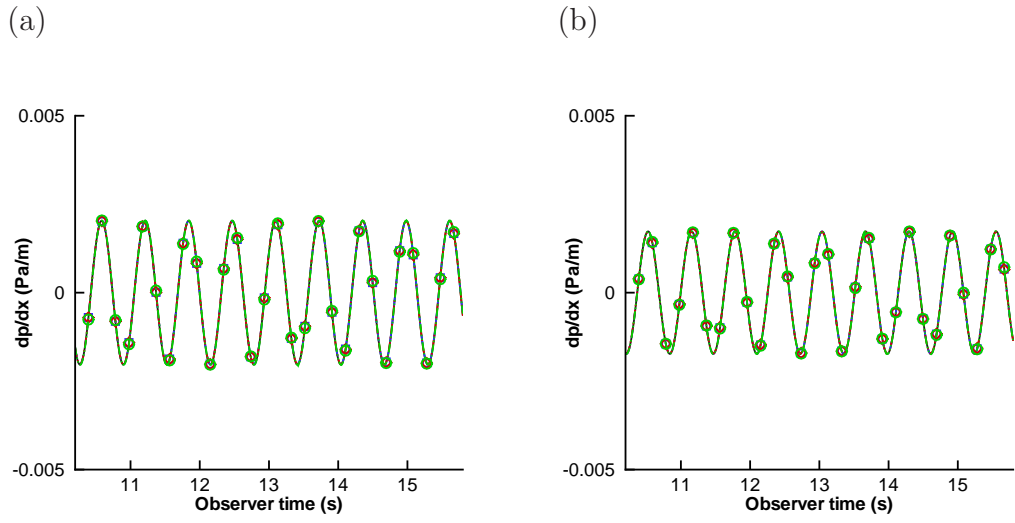 (a)
0.005
0
-0.005
dp/dx (Pa/m)
11 12 13 14 15
Observer time (s)
(b)
0.005
0
-0.005
dp/dx (Pa/m)
11 12 13 14 15
Observer time (s)